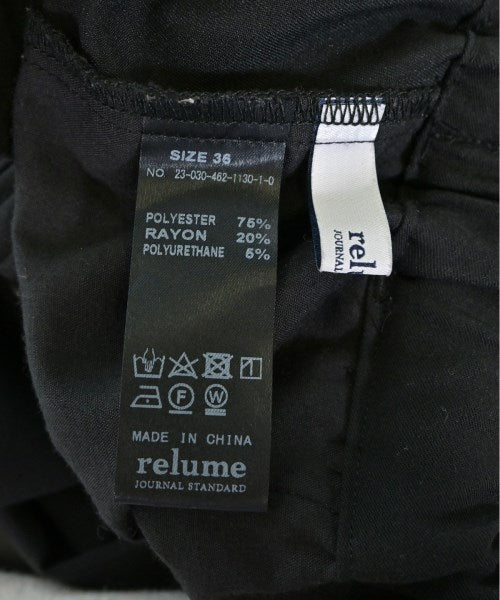 SIZE 36
NO 23-030-462-1130-1-0
POLYESTER 75%
RAYON 20%
POLYURETHANE 5%
F
W
MADE IN CHINA
relume
JOURNAL STANDARD
rel
JOURNAL